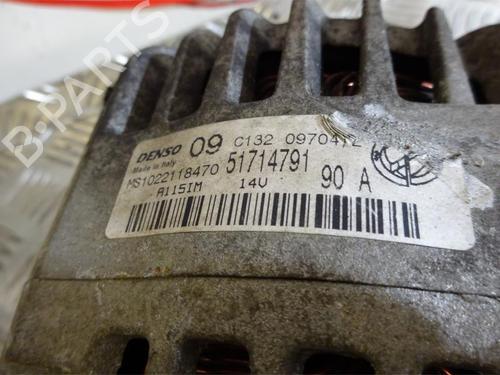 B-PARTS
DENSO 09 C132 0970472
Made in Italy
MS1022118470 51714791
A115IM 14V 90 A